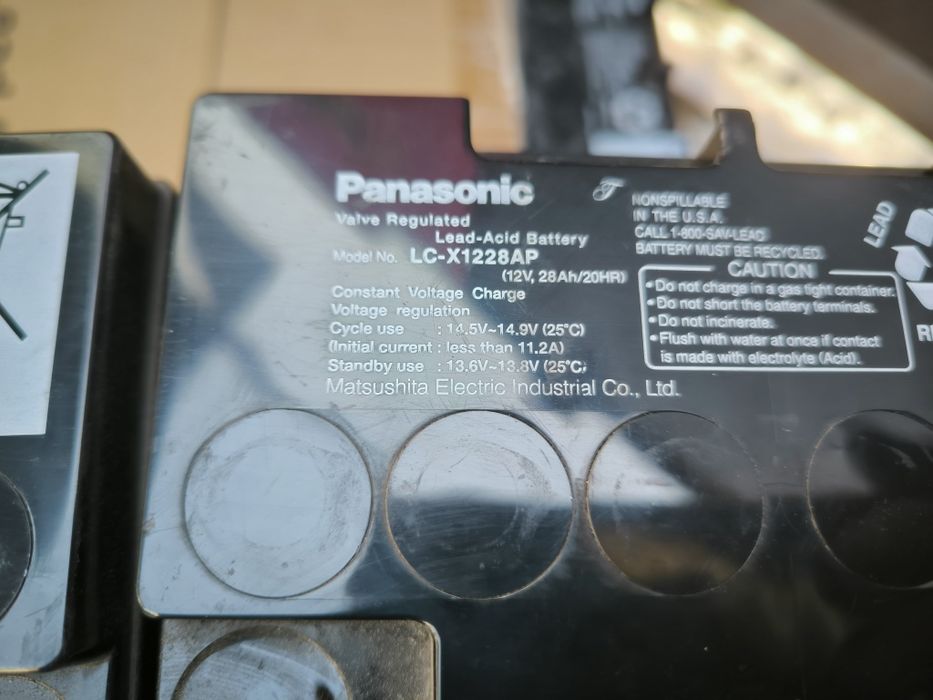 Panasonic
Valve Regulated
Lead-Acid Battery
Model No. LC-X1228AP
(12V, 28Ah/20HR)
Constant Voltage Charge
Voltage regulation
Cycle use : 14.5V~14.9V (25°C)
(Initial current : less than 11.2A)
Standby use : 13.6V~13.8V (25°C)
Matsushita Electric Industrial Co., Ltd.
NONSPILLABLE
IN THE U.S.A.
CALL 1-800-SAV-LEAD
BATTERY MUST BE RECYCLED.
CAUTION
•Do not charge in a gas tight container.
•Do not short the battery terminals.
•Do not incinerate.
•Flush with water at once if contact
is made with electrolyte (Acid).
LEAD